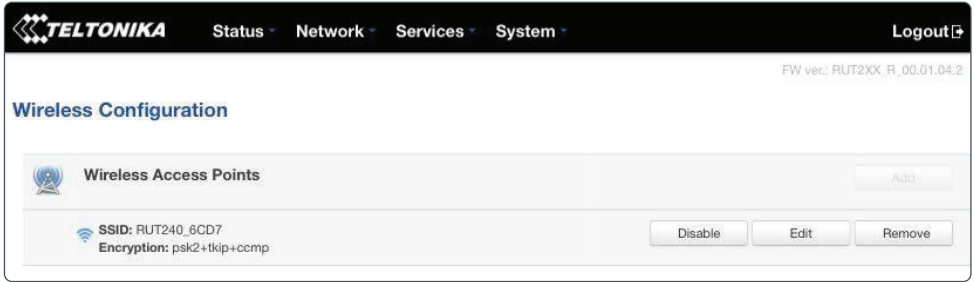 TELTONIKA Status Network Services System Logout
FW ver.: RUT2XX_R_00.01.04.2
Wireless Configuration
Wireless Access Points Add
SSID: RUT240_6CD7
Encryption: psk2+tkip+ccmp
Disable Edit Remove